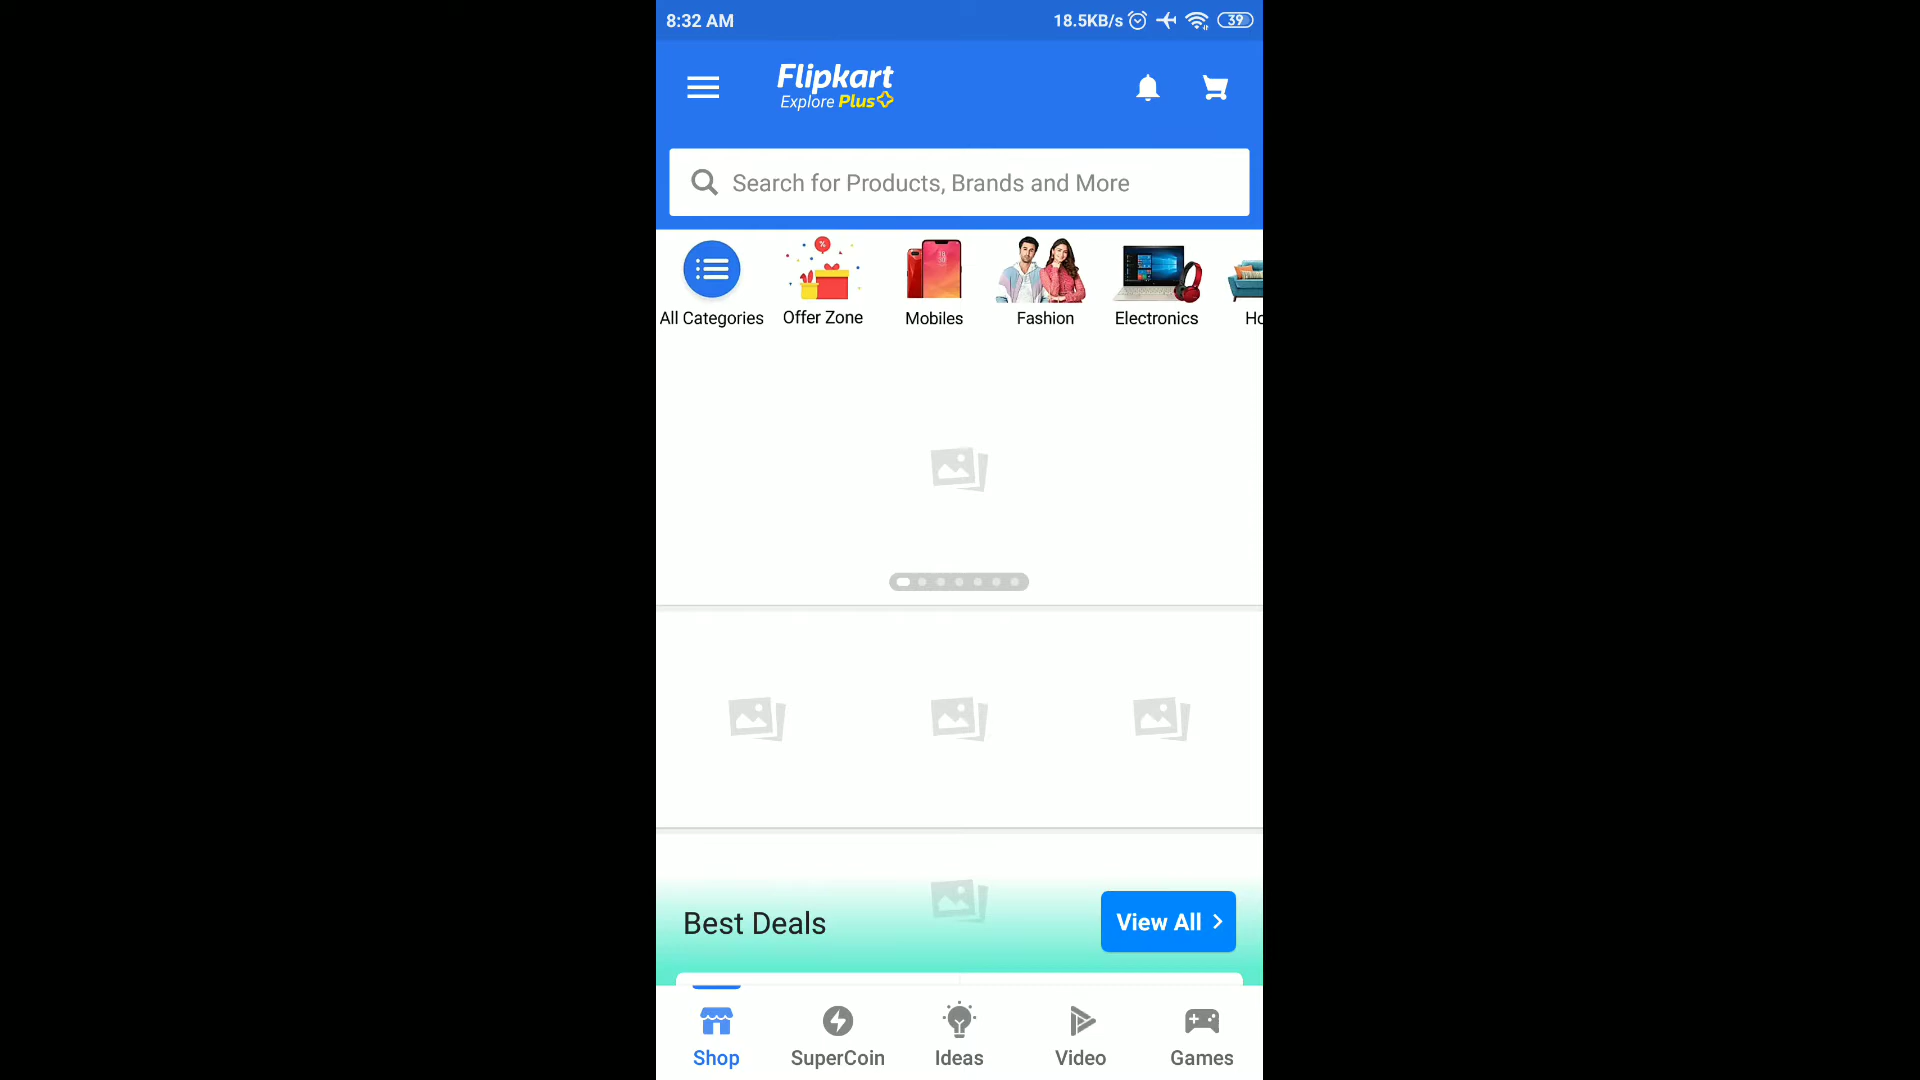 8:32 AM
18.5KB/s
39
Flipkart
Explore Plus
Search for Products, Brands and More
All Categories
Offer Zone
Mobiles
Fashion
Electronics
Ho
Best Deals
View All
Shop
SuperCoin
Ideas
Video
Games